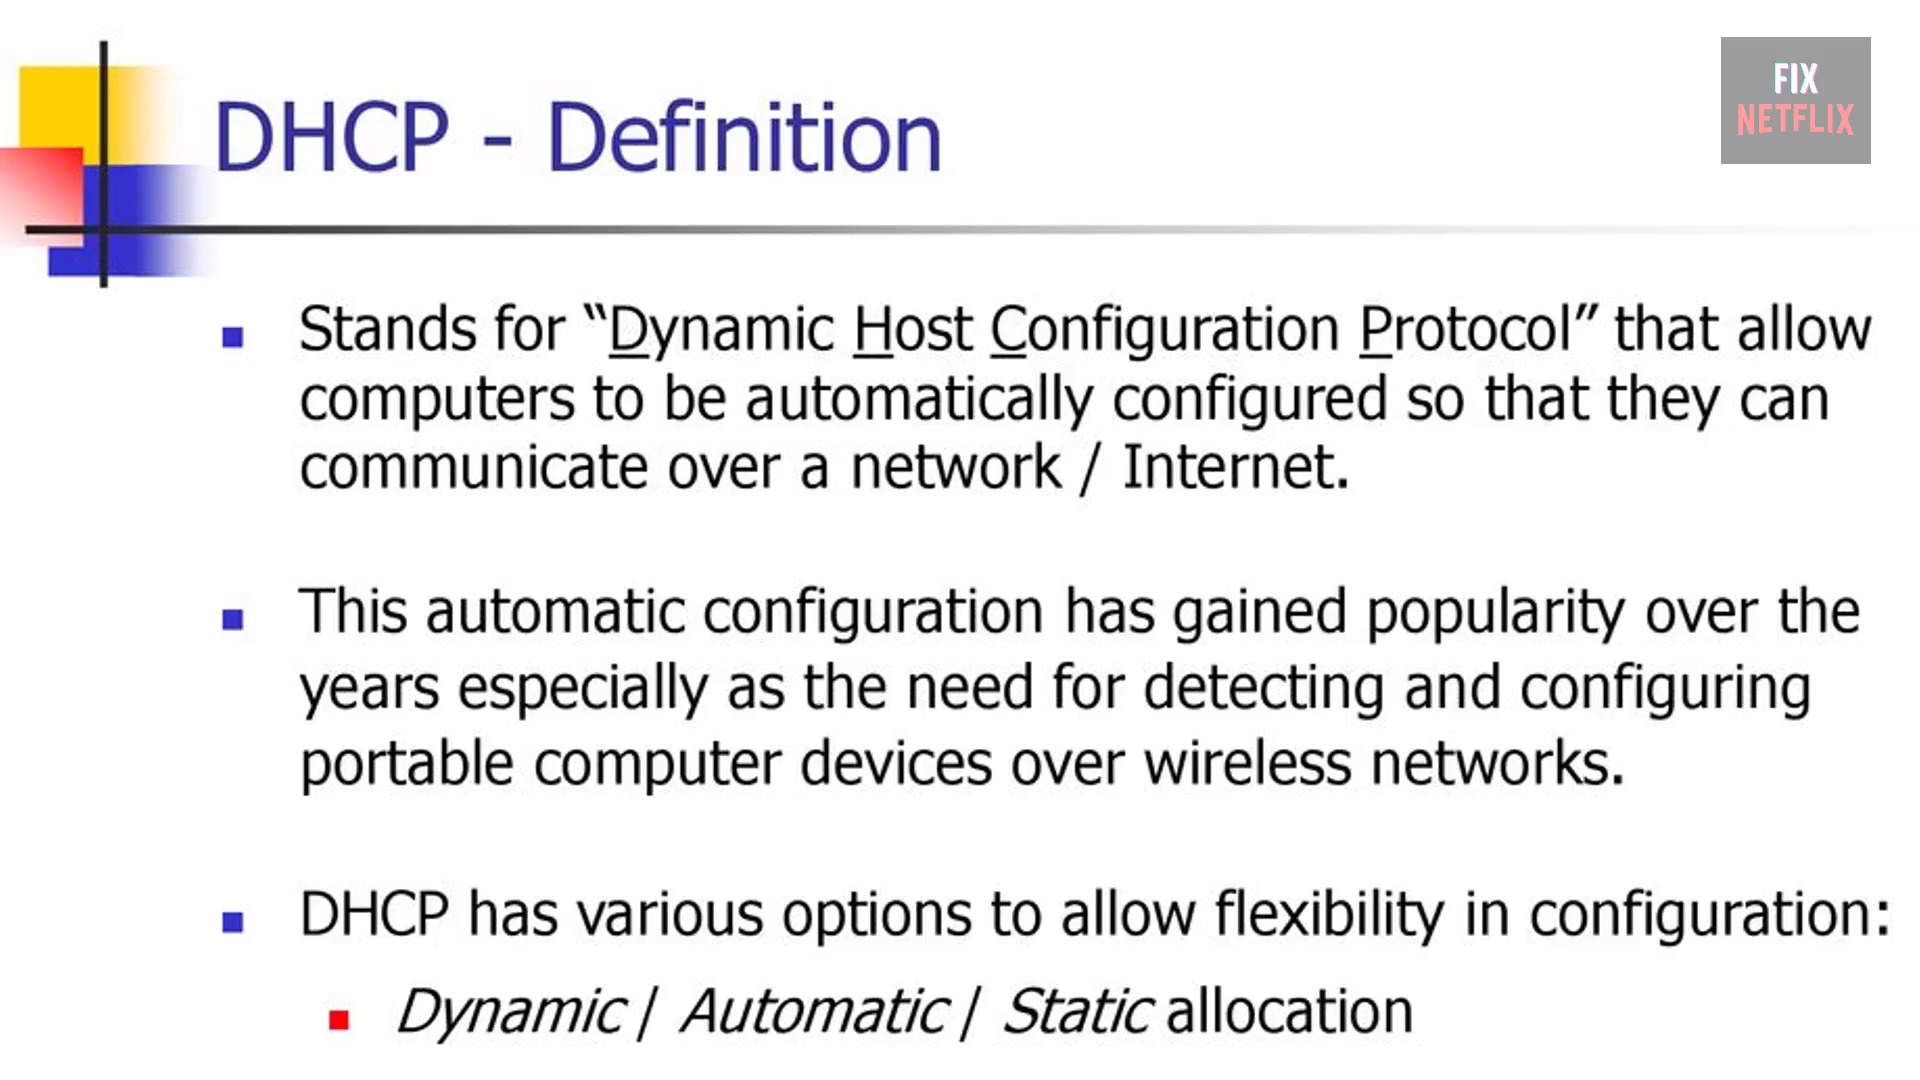 FIX
NETFLIX
DHCP - Definition
Stands for “Dynamic Host Configuration Protocol” that allow
computers to be automatically configured so that they can
communicate over a network / Internet.
This automatic configuration has gained popularity over the
years especially as the need for detecting and configuring
portable computer devices over wireless networks.
DHCP has various options to allow flexibility in configuration:
Dynamic / Automatic / Static allocation